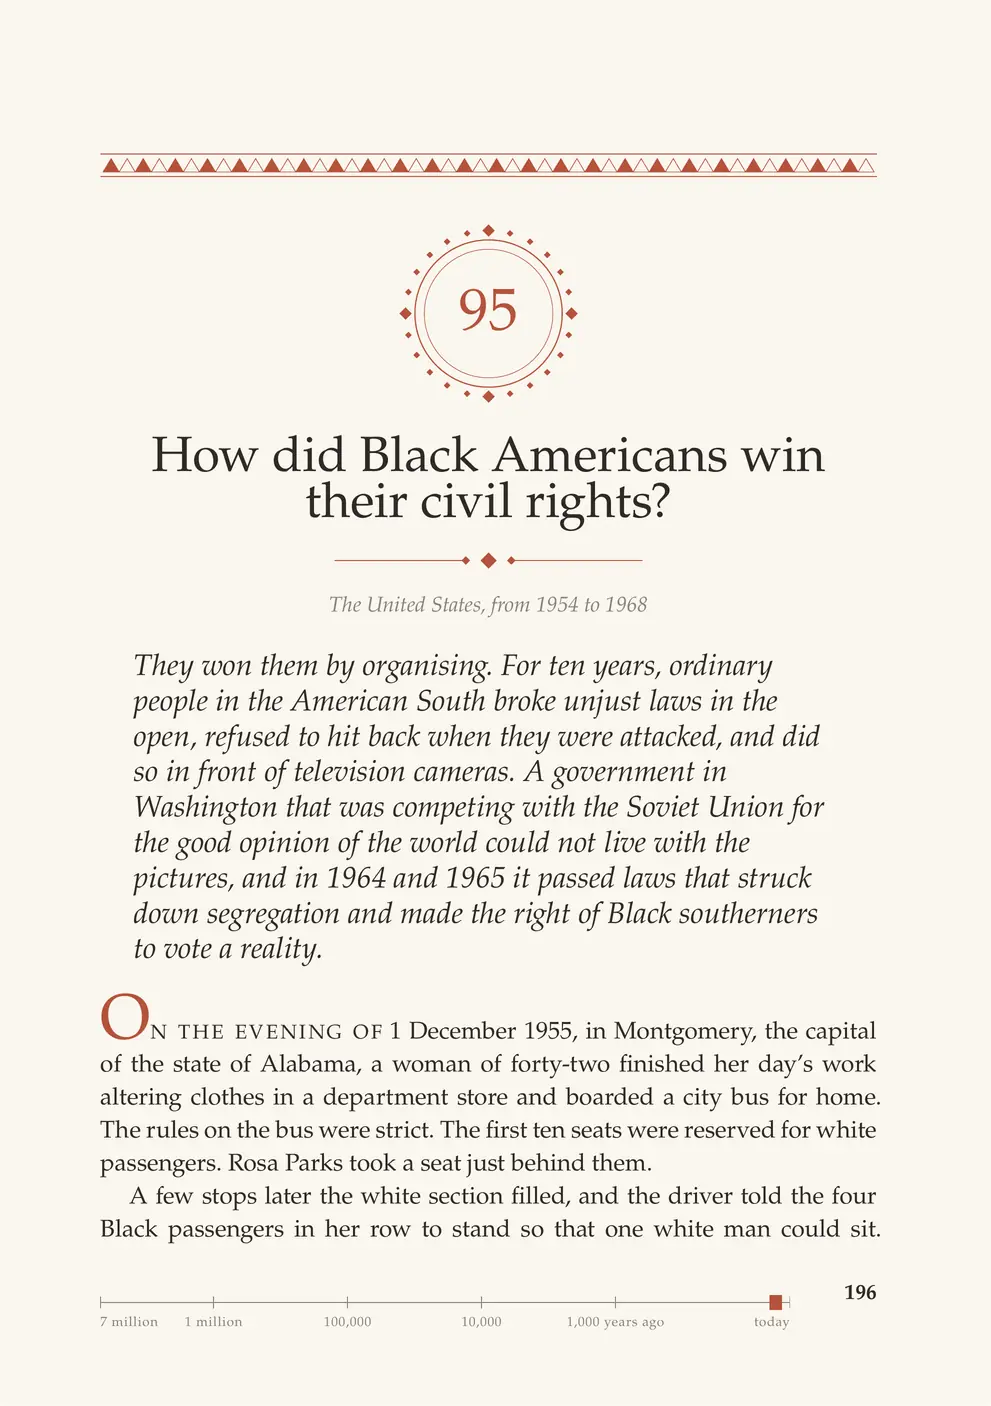 95
How did Black Americans win
their civil rights?
The United States, from 1954 to 1968
They won them by organising. For ten years, ordinary
people in the American South broke unjust laws in the
open, refused to hit back when they were attacked, and did
so in front of television cameras. A government in
Washington that was competing with the Soviet Union for
the good opinion of the world could not live with the
pictures, and in 1964 and 1965 it passed laws that struck
down segregation and made the right of Black southerners
to vote a reality.
ON THE EVENING OF 1 December 1955, in Montgomery, the capital
of the state of Alabama, a woman of forty-two finished her day’s work
altering clothes in a department store and boarded a city bus for home.
The rules on the bus were strict. The first ten seats were reserved for white
passengers. Rosa Parks took a seat just behind them.
A few stops later the white section filled, and the driver told the four
Black passengers in her row to stand so that one white man could sit.
196
7 million 1 million 100,000 10,000 1,000 years ago today